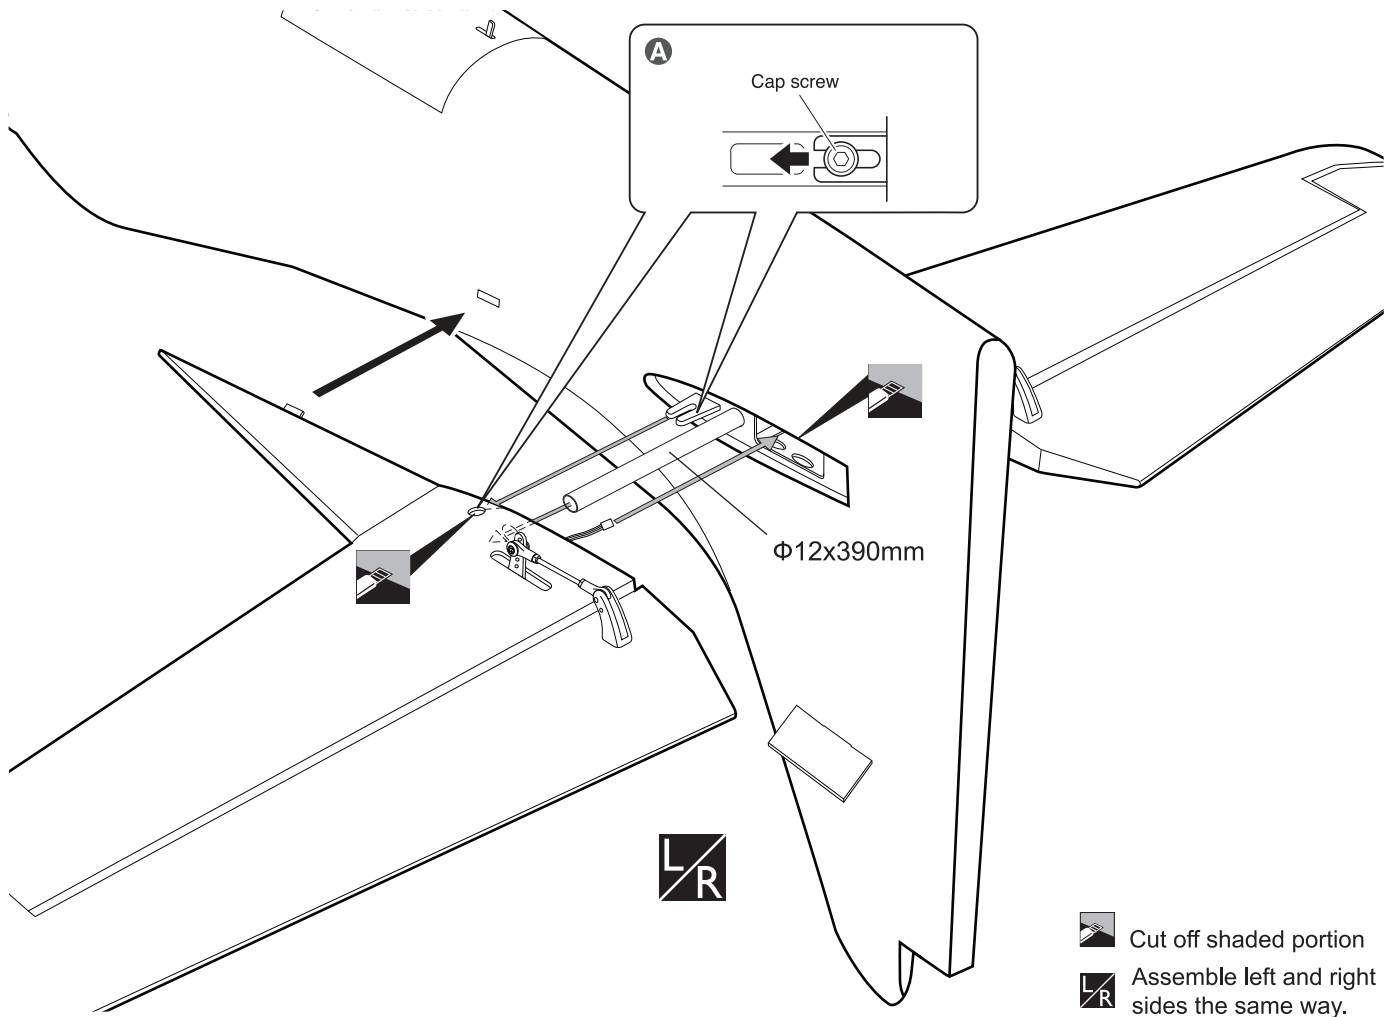 A
Cap screw
Φ12x390mm
L/R
Cut off shaded portion
L/R
Assemble left and right
sides the same way.